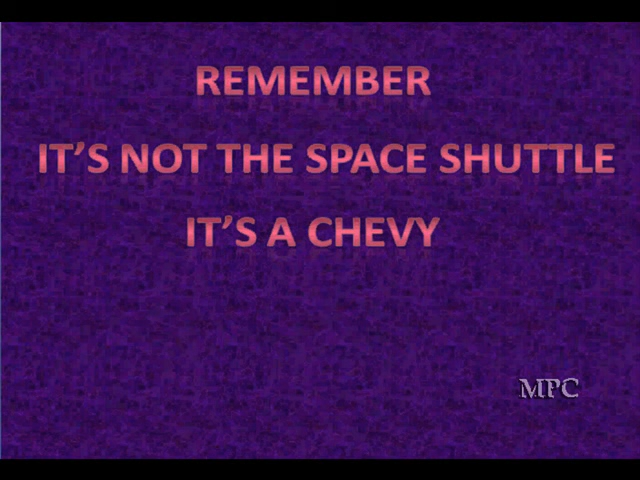 REMEMBER
IT’S NOT THE SPACE SHUTTLE
IT’S A CHEVY
MPC